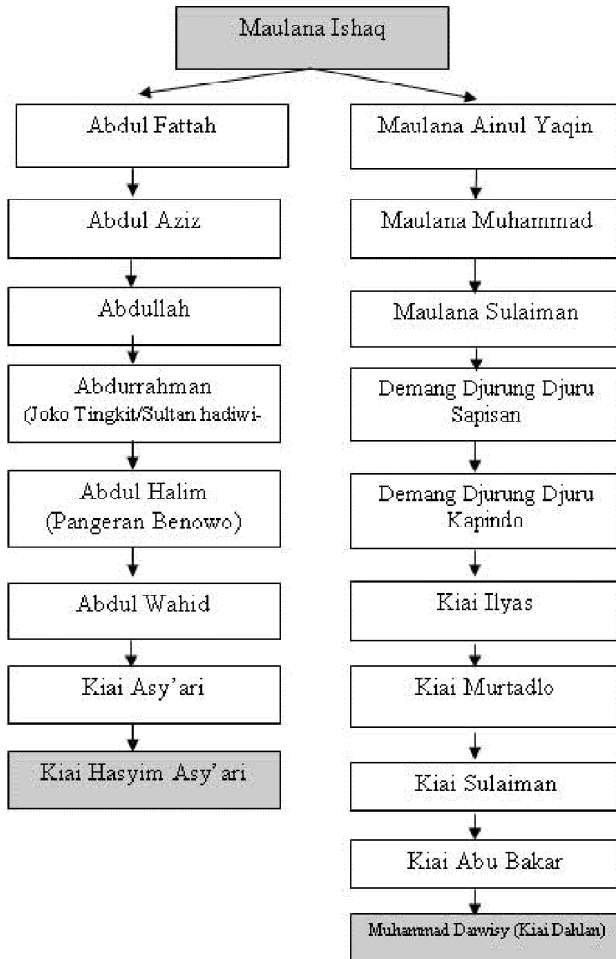 Maulana Ishaq
Abdul Fattah
Abdul Aziz
Abdullah
Abdurrahman
(Joko Tingkit/Sultan hadiwi-
Abdul Halim
(Pangeran Benowo)
Abdul Wahid
Kiai Asy’ari
Kiai Hasyim Asy’ari
Maulana Ainul Yaqin
Maulana Muhammad
Maulana Sulaiman
Demang Djurung Djuru
Sapisan
Demang Djurung Djuru
Kapindo
Kiai Ilyas
Kiai Murtadlo
Kiai Sulaiman
Kiai Abu Bakar
Muhammad Darwisy (Kiai Dahlan)